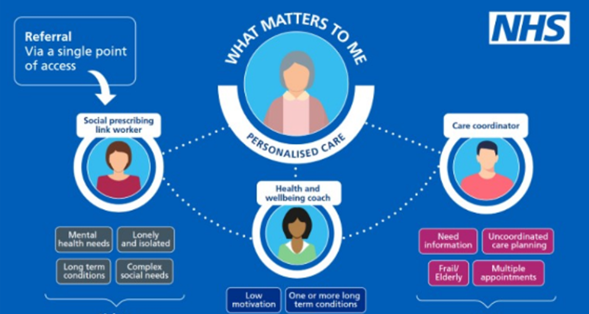 Referral
Via a single point
of access
WHAT MATTERS TO ME
PERSONALISED CARE
NHS
Social prescribing
link worker
Care coordinator
Health and
wellbeing coach
Mental
health needs
Lonely
and isolated
Long term
conditions
Complex
social needs
Need
information
Uncoordinated
care planning
Frail/
Elderly
Multiple
appointments
Low
motivation
One or more long
term conditions